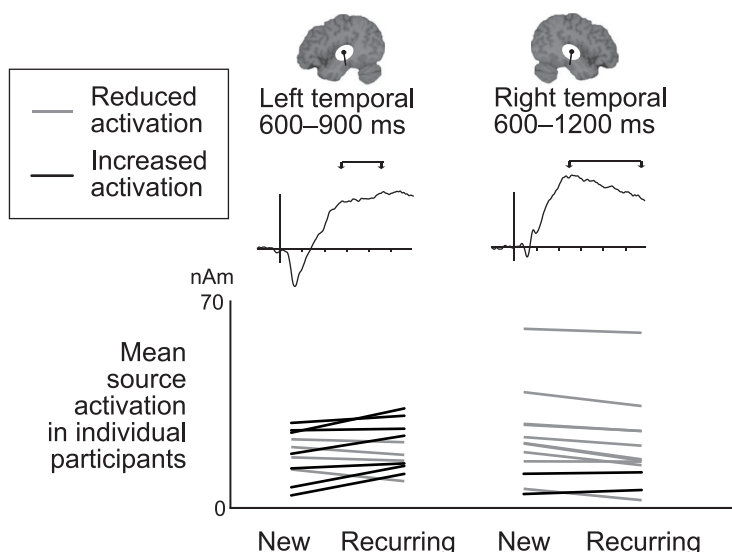 Reduced
activation
Increased
activation
Left temporal
600–900 ms
Right temporal
600–1200 ms
nAm
70
Mean
source
activation
in individual
participants
0
New
Recurring
New
Recurring